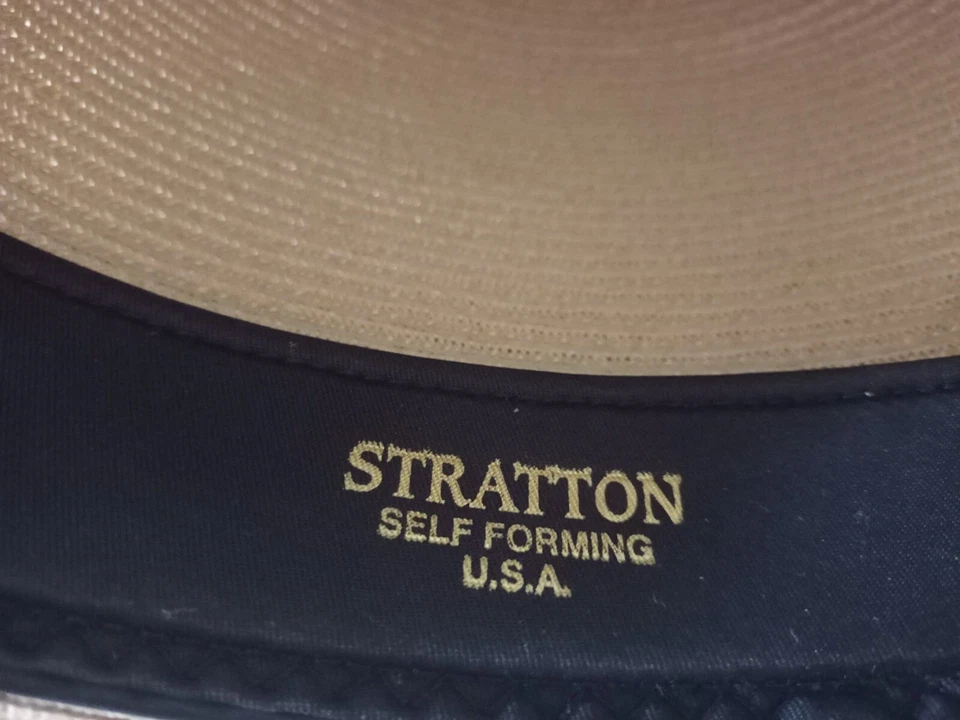 STRATTON
SELF FORMING
U.S.A.